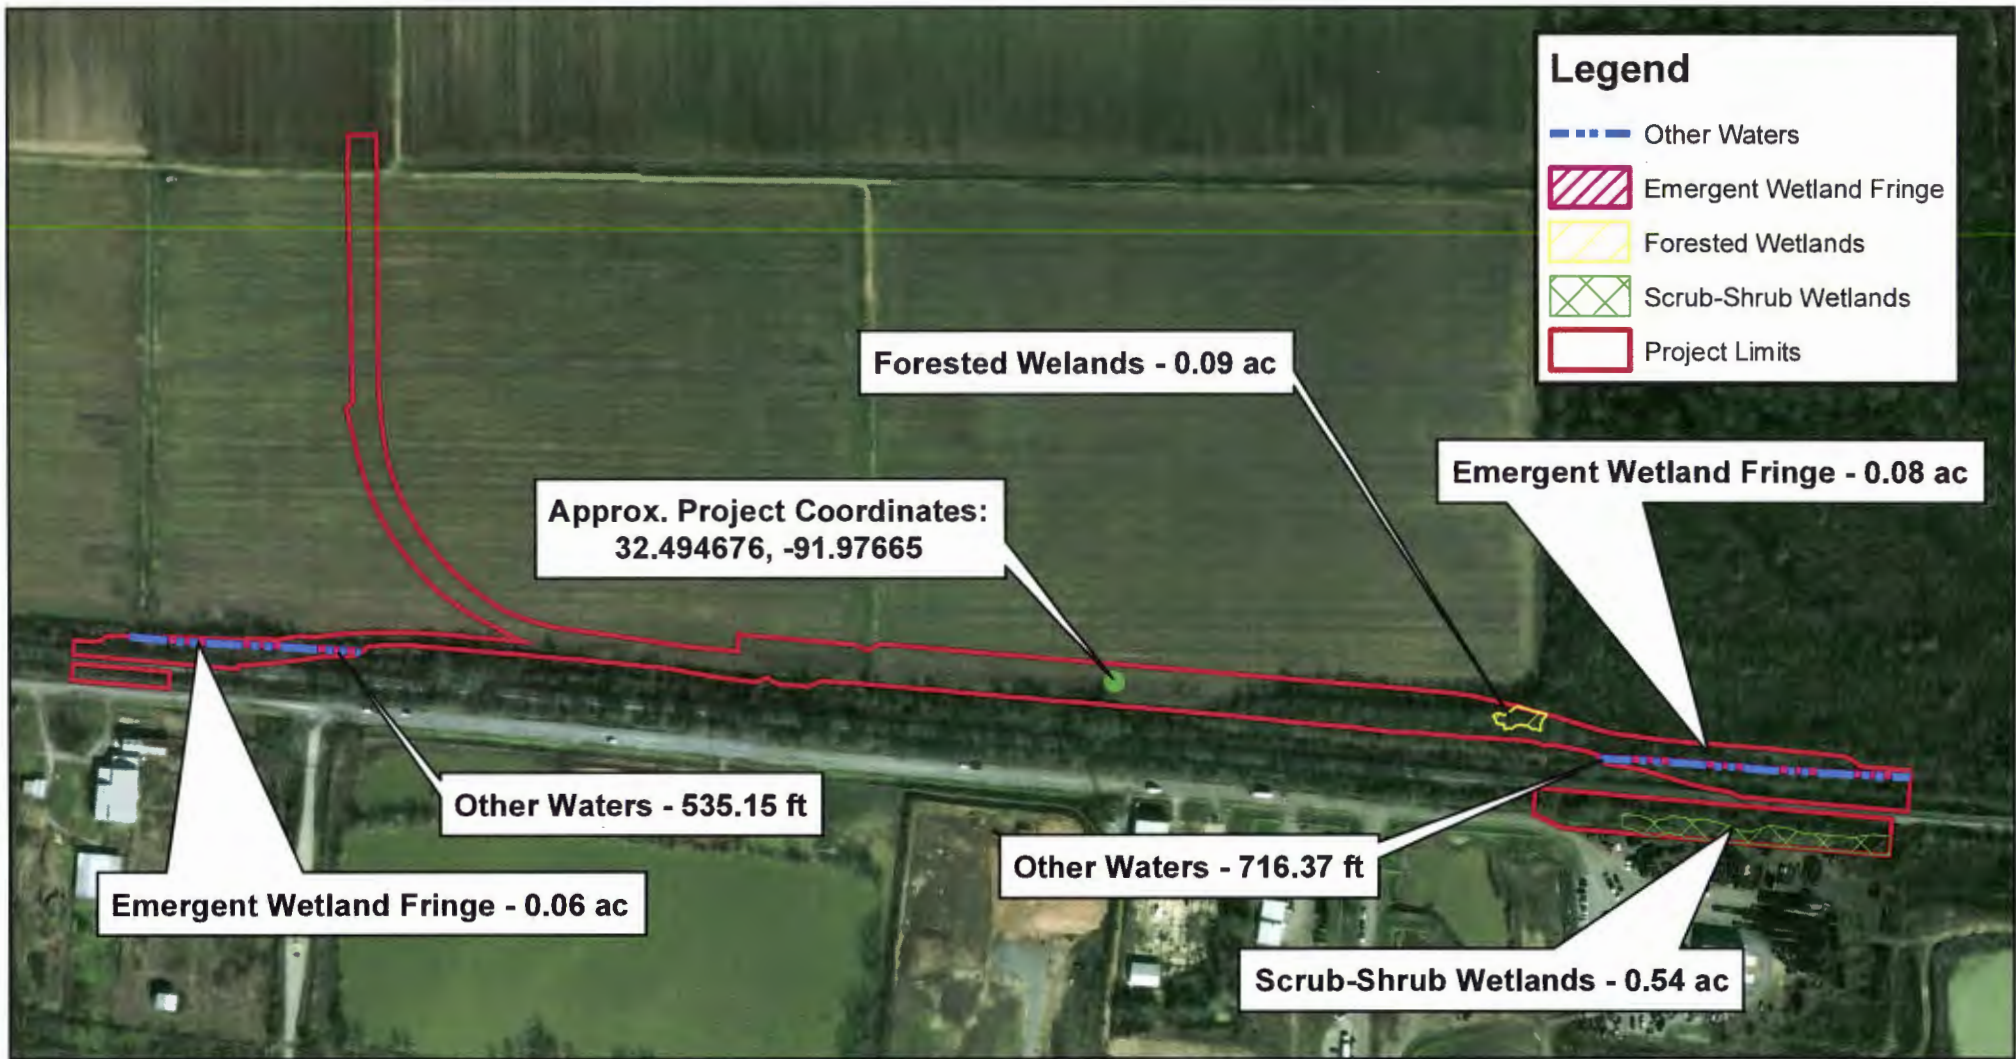 Legend
Other Waters
Emergent Wetland Fringe
Forested Wetlands
Scrub-Shrub Wetlands
Project Limits
Forested Welands - 0.09 ac
Emergent Wetland Fringe - 0.08 ac
Approx. Project Coordinates:
32.494676, -91.97665
Other Waters - 535.15 ft
Other Waters - 716.37 ft
Emergent Wetland Fringe - 0.06 ac
Scrub-Shrub Wetlands - 0.54 ac